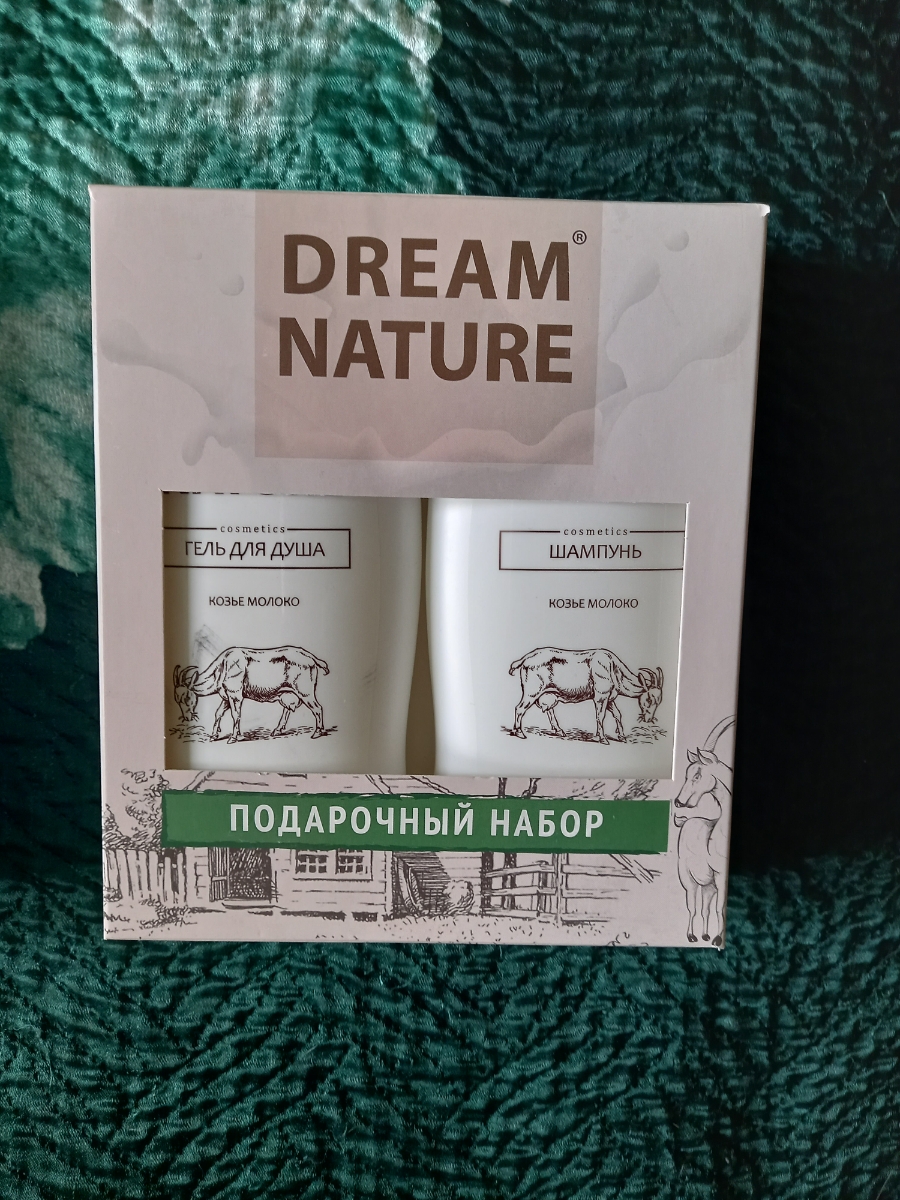 DREAM®
NATURE
cosmetics
ГЕЛЬ ДЛЯ ДУША
КОЗЬЕ МОЛОКО
cosmetics
ШАМПУНЬ
КОЗЬЕ МОЛОКО
ПОДАРОЧНЫЙ НАБОР